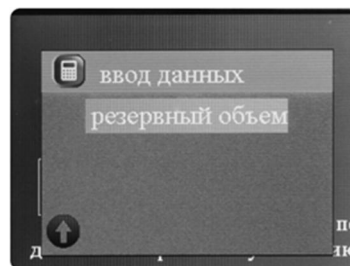 ввод данных
резервный объем